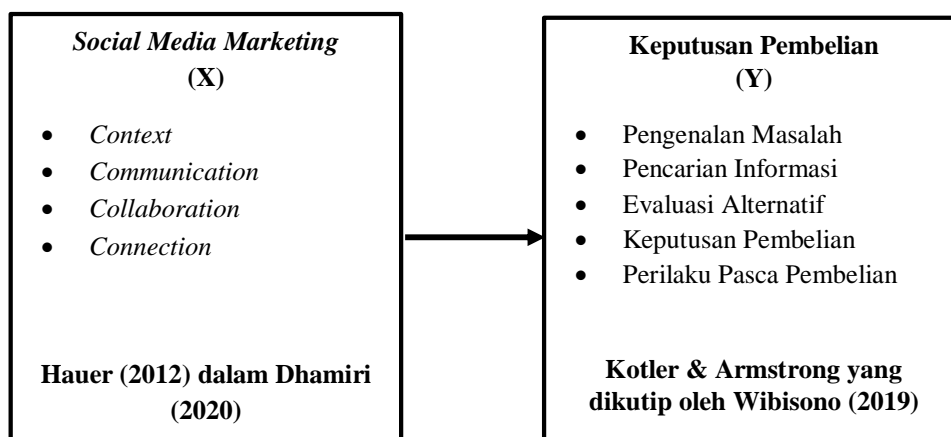 Social Media Marketing
(X)
• Context
• Communication
• Collaboration
• Connection
Hauer (2012) dalam Dhamiri
(2020)
Keputusan Pembelian
(Y)
• Pengenalan Masalah
• Pencarian Informasi
• Evaluasi Alternatif
• Keputusan Pembelian
• Perilaku Pasca Pembelian
Kotler & Armstrong yang
dikutip oleh Wibisono (2019)